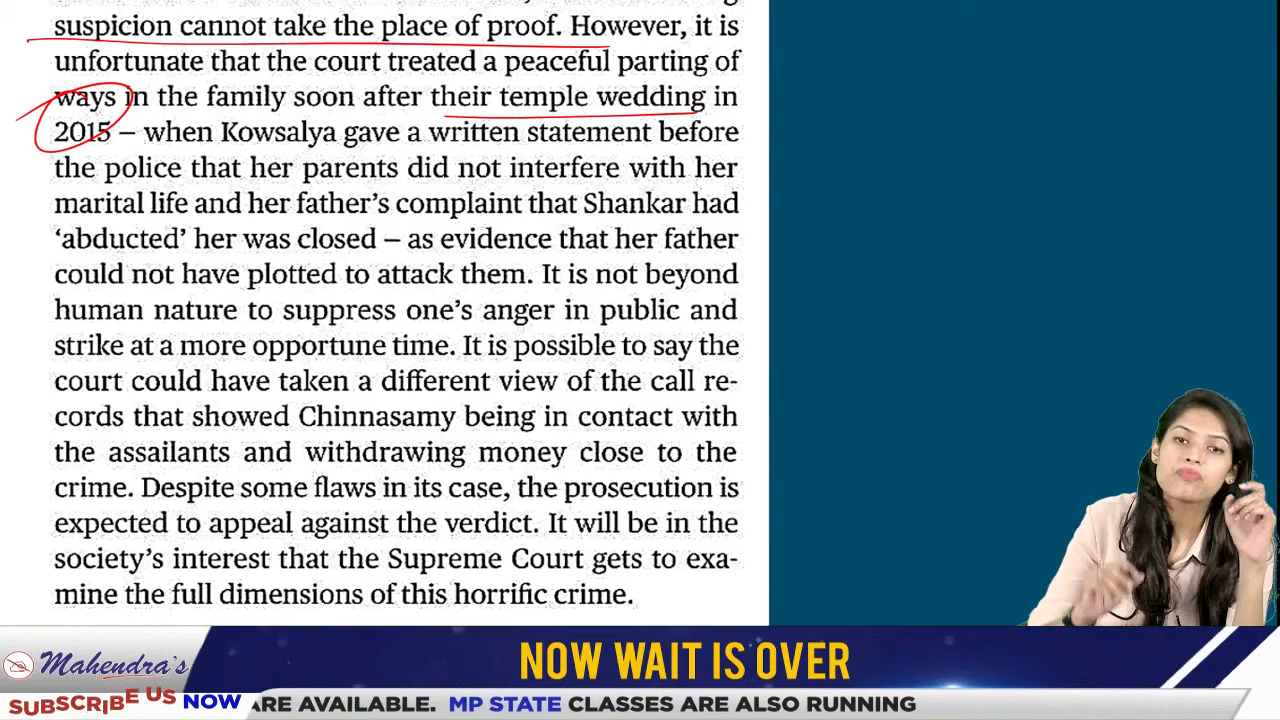 suspicion cannot take the place of proof. However, it is
unfortunate that the court treated a peaceful parting of
ways in the family soon after their temple wedding in
2015 – when Kowsalya gave a written statement before
the police that her parents did not interfere with her
marital life and her father's complaint that Shankar had
'abducted' her was closed – as evidence that her father
could not have plotted to attack them. It is not beyond
human nature to suppress one's anger in public and
strike at a more opportune time. It is possible to say the
court could have taken a different view of the call re-
cords that showed Chinnasamy being in contact with
the assailants and withdrawing money close to the
crime. Despite some flaws in its case, the prosecution is
expected to appeal against the verdict. It will be in the
society's interest that the Supreme Court gets to exa-
mine the full dimensions of this horrific crime.
Mahendra's
NOW WAIT IS OVER
SUBSCRIBE US NOW
ARE AVAILABLE. MP STATE CLASSES ARE ALSO RUNNING